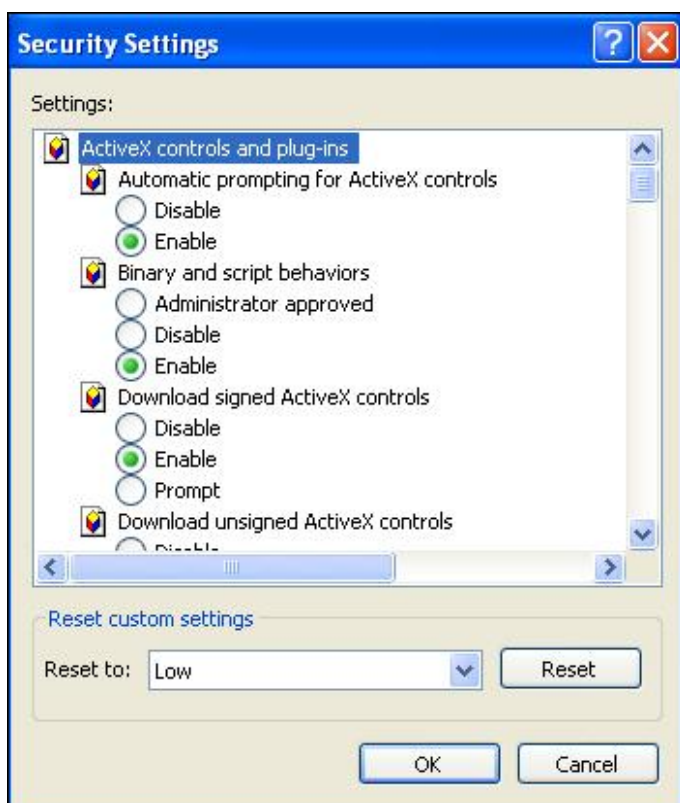 Security Settings
Settings:
ActiveX controls and plug-ins
Automatic prompting for ActiveX controls
Disable
Enable
Binary and script behaviors
Administrator approved
Disable
Enable
Download signed ActiveX controls
Disable
Enable
Prompt
Download unsigned ActiveX controls
Disable
Reset custom settings
Reset to: Low Reset
OK Cancel